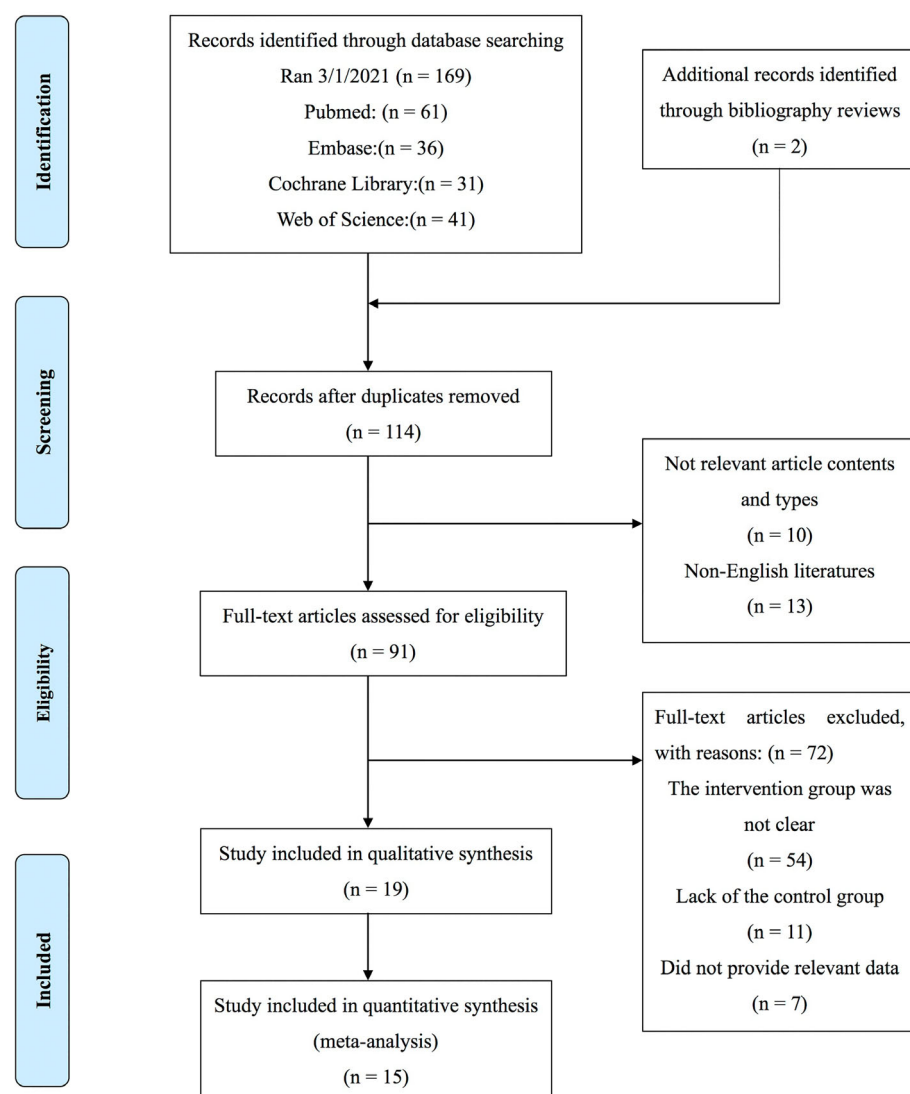 Identification
Records identified through database searching
Ran 3/1/2021 (n = 169)
Pubmed: (n = 61)
Embase:(n = 36)
Cochrane Library:(n = 31)
Web of Science:(n = 41)
Additional records identified
through bibliography reviews
(n = 2)
Screening
Records after duplicates removed
(n = 114)
Not relevant article contents
and types
(n = 10)
Non-English literatures
(n = 13)
Eligibility
Full-text articles assessed for eligibility
(n = 91)
Full-text articles excluded,
with reasons: (n = 72)
The intervention group was
not clear
(n = 54)
Lack of the control group
(n = 11)
Did not provide relevant data
(n = 7)
Included
Study included in qualitative synthesis
(n = 19)
Study included in quantitative synthesis
(meta-analysis)
(n = 15)